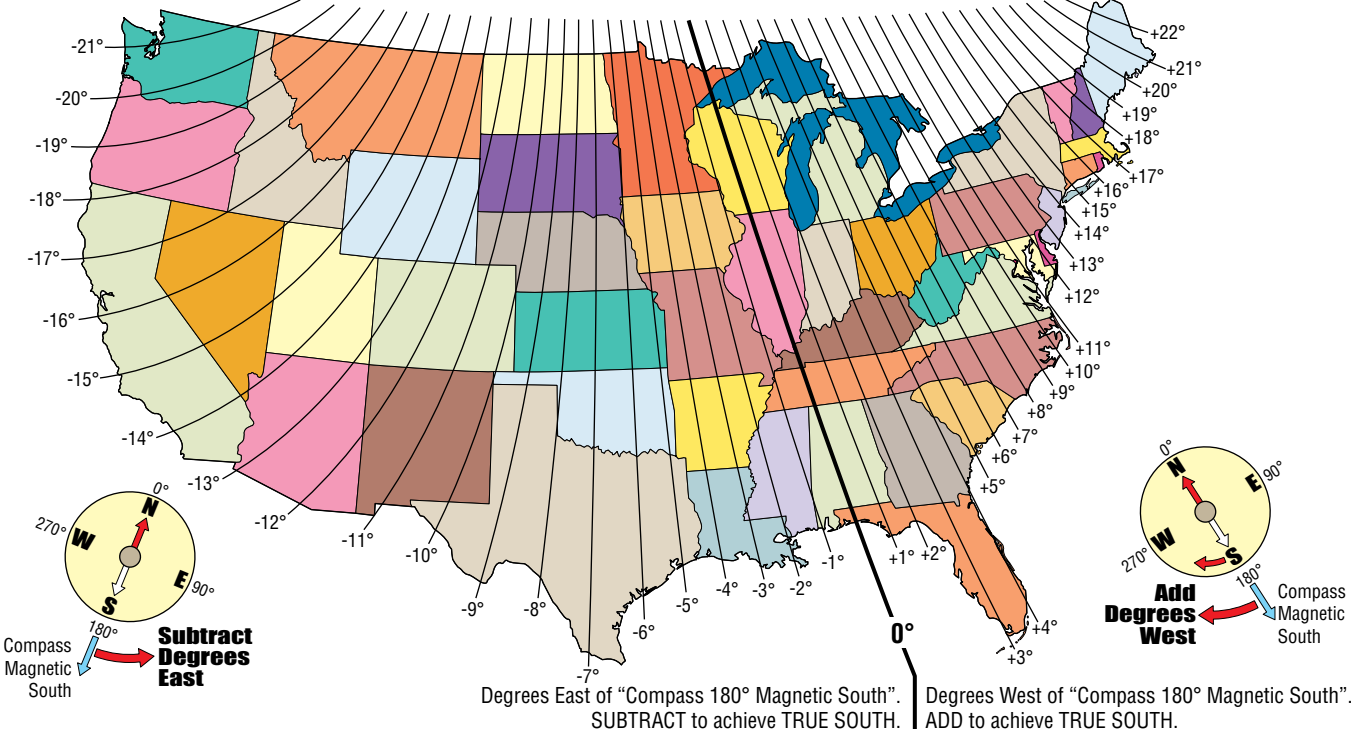 -21°
-20°
-19°
-18°
-17°
-16°
-15°
-14°
-13°
-12°
-11°
-10°
-9°
-8°
-7°
-6°
-5°
-4°
-3°
-2°
-1°
0°
+1°
+2°
+3°
+4°
+5°
+6°
+7°
+8°
+9°
+10°
+11°
+12°
+13°
+14°
+15°
+16°
+17°
+18°
+19°
+20°
+21°
+22°
0°
N
270°
W
E
90°
S
180°
Compass
Magnetic
South
Subtract
Degrees
East
0°
N
E
90°
W
270°
S
180°
Add
Degrees
West
Compass
Magnetic
South
Degrees East of “Compass 180° Magnetic South”.
SUBTRACT to achieve TRUE SOUTH.
Degrees West of “Compass 180° Magnetic South”.
ADD to achieve TRUE SOUTH.